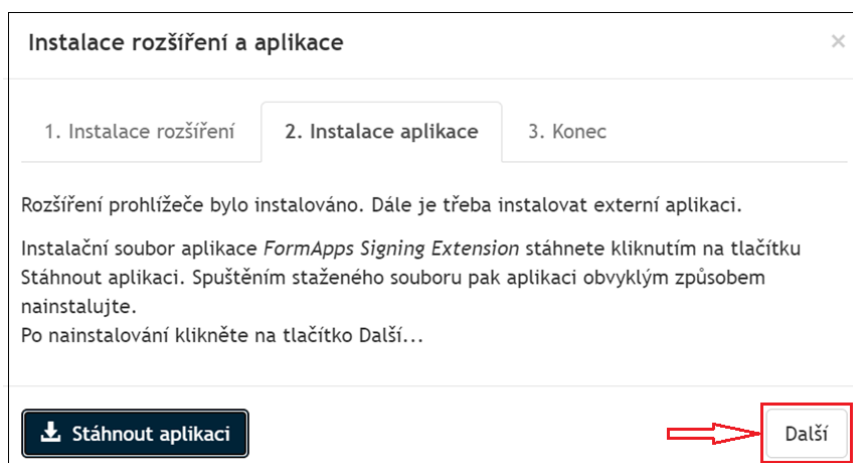 Instalace rozšíření a aplikace
×
1. Instalace rozšíření 2. Instalace aplikace 3. Konec
Rozšíření prohlížeče bylo instalováno. Dále je třeba instalovat externí aplikaci.
Instalační soubor aplikace FormApps Signing Extension stáhnete kliknutím na tlačítku
Stáhnout aplikaci. Spuštěním staženého souboru pak aplikaci obvyklým způsobem
nainstalujte.
Po nainstalování klikněte na tlačítko Další...
Stáhnout aplikaci
Další